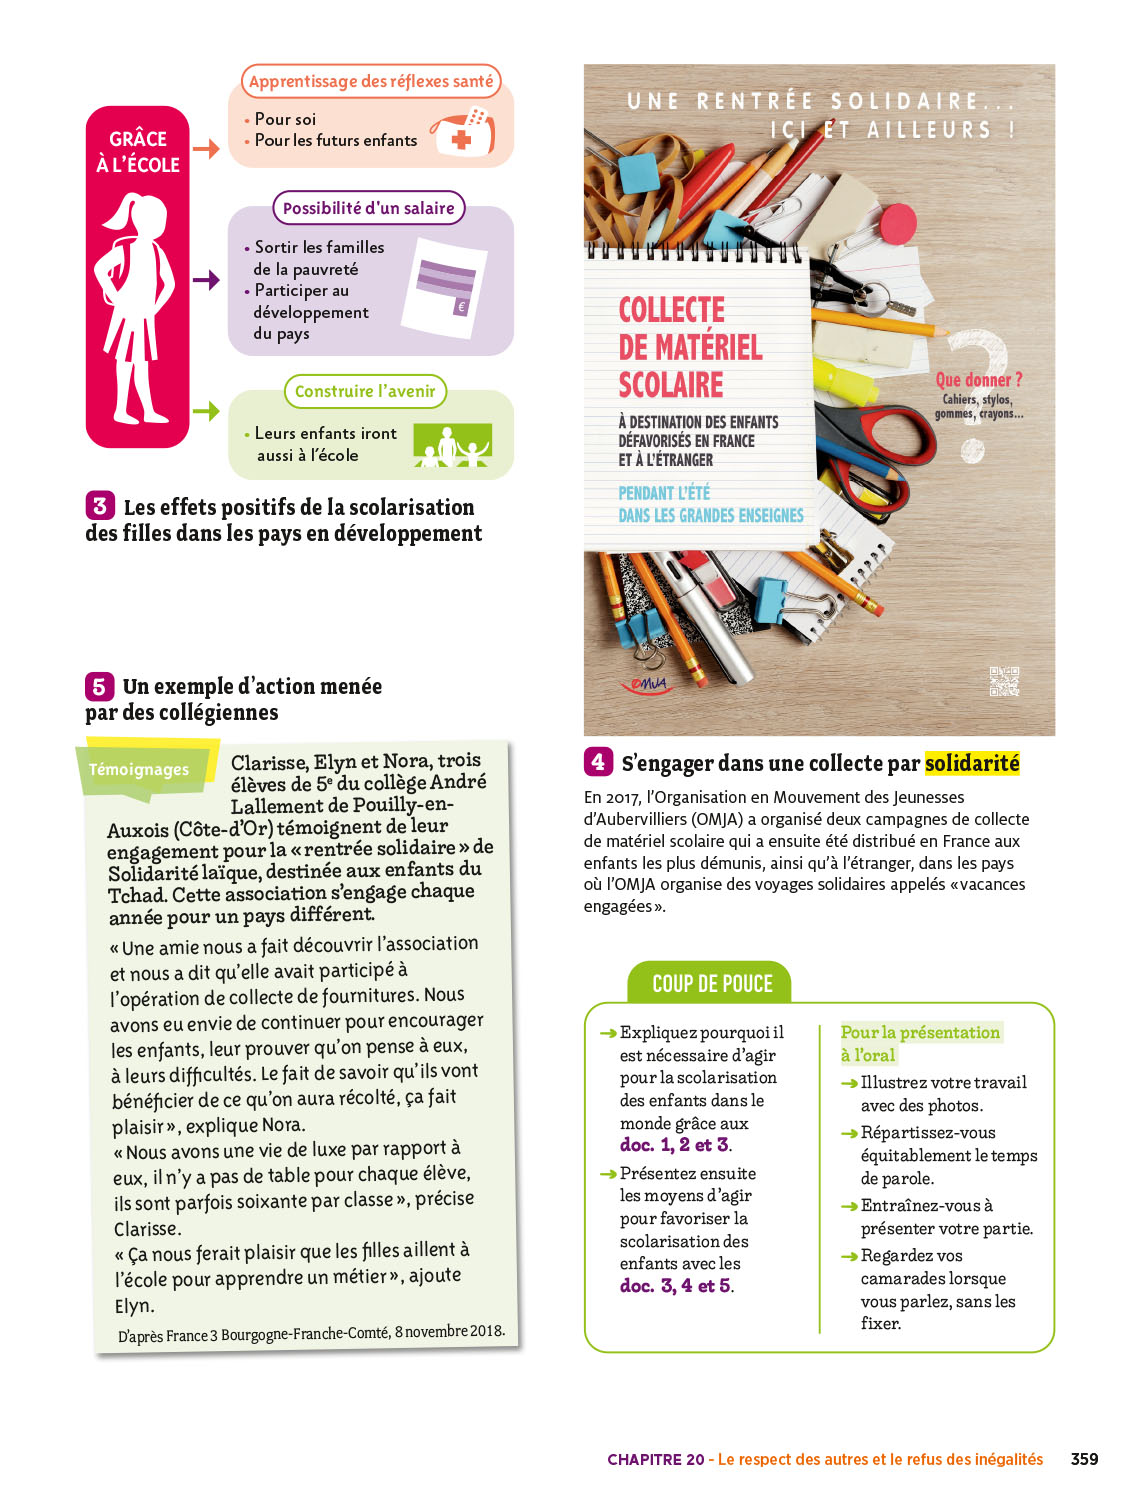 GRÂCE
À L'ÉCOLE
Apprentissage des réflexes santé
• Pour soi
• Pour les futurs enfants
Possibilité d'un salaire
• Sortir les familles
de la pauvreté
• Participer au
développement
du pays
€
Construire l'avenir
• Leurs enfants iront
aussi à l'école
3 Les effets positifs de la scolarisation
des filles dans les pays en développement
5 Un exemple d'action menée
par des collégiennes
Témoignages
Clarisse, Elyn et Nora, trois
élèves de 5e du collège André
Lallement de Pouilly-en-
Auxois (Côte-d'Or) témoignent de leur
engagement pour la « rentrée solidaire » de
Solidarité laïque, destinée aux enfants du
Tchad. Cette association s'engage chaque
année pour un pays différent.
« Une amie nous a fait découvrir l'association
et nous a dit qu'elle avait participé à
l'opération de collecte de fournitures. Nous
avons eu envie de continuer pour encourager
les enfants, leur prouver qu'on pense à eux,
à leurs difficultés. Le fait de savoir qu'ils vont
bénéficier de ce qu'on aura récolté, ça fait
plaisir », explique Nora.
« Nous avons une vie de luxe par rapport à
eux, il n'y a pas de table pour chaque élève,
ils sont parfois soixante par classe », précise
Clarisse.
« Ça nous ferait plaisir que les filles aillent à
l'école pour apprendre un métier », ajoute
Elyn.
D'après France 3 Bourgogne-Franche-Comté, 8 novembre 2018.
UNE RENTRÉE SOLIDAIRE...
ICI ET AILLEURS !
COLLECTE
DE MATÉRIEL
SCOLAIRE
À DESTINATION DES ENFANTS
DÉFAVORISÉS EN FRANCE
ET À L'ÉTRANGER
PENDANT L'ÉTÉ
DANS LES GRANDES ENSEIGNES
?
Que donner ?
Cahiers, stylos,
gommes, crayons...
OMJA
4 S'engager dans une collecte par solidarité
En 2017, l'Organisation en Mouvement des Jeunesses
d'Aubervilliers (OMJA) a organisé deux campagnes de collecte
de matériel scolaire qui a ensuite été distribué en France aux
enfants les plus démunis, ainsi qu'à l'étranger, dans les pays
où l'OMJA organise des voyages solidaires appelés « vacances
engagées ».
COUP DE POUCE
➔ Expliquez pourquoi il
est nécessaire d'agir
pour la scolarisation
des enfants dans le
monde grâce aux
doc. 1, 2 et 3.
➔ Présentez ensuite
les moyens d'agir
pour favoriser la
scolarisation des
enfants avec les
doc. 3, 4 et 5.
Pour la présentation
à l'oral
➔ Illustrez votre travail
avec des photos.
➔ Répartissez-vous
équitablement le temps
de parole.
➔ Entraînez-vous à
présenter votre partie.
➔ Regardez vos
camarades lorsque
vous parlez, sans les
fixer.
CHAPITRE 20 - Le respect des autres et le refus des inégalités 359